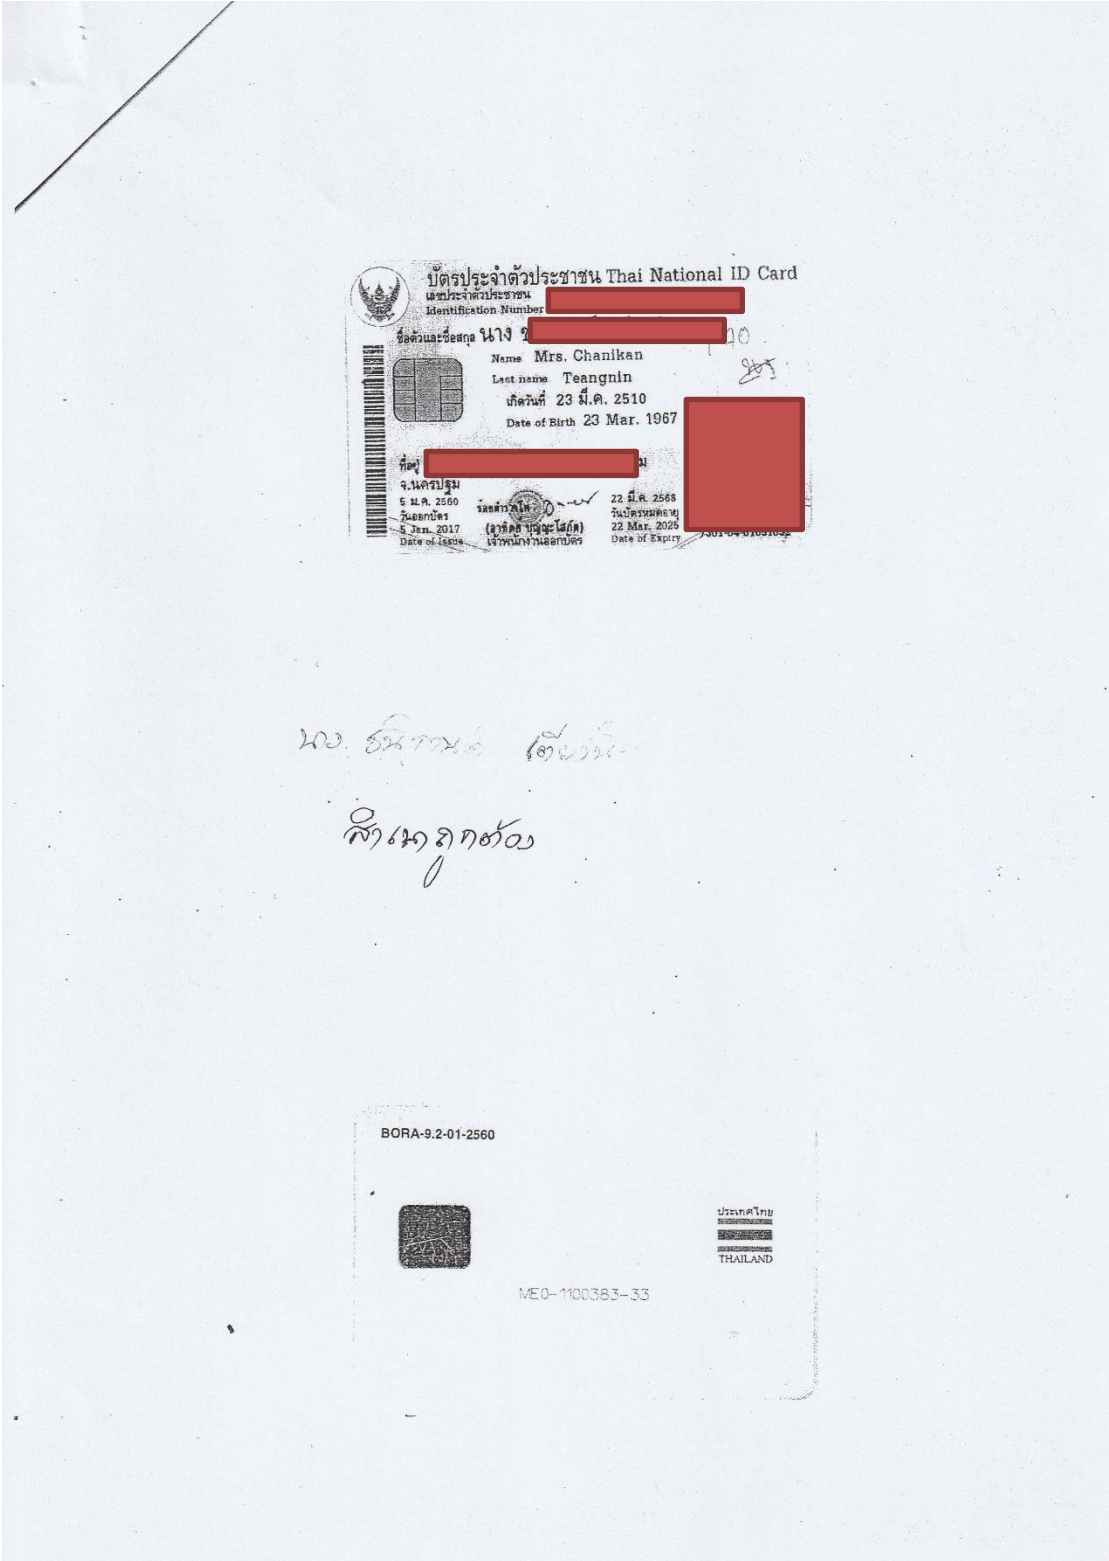 บัตรประจำตัวประชาชน Thai National ID Card
เลขประจำตัวประชาชน
Identification Number
ชื่อตัวและชื่อสกุล นาง
Name Mrs. Chanikan
Last name Teangnin
เกิดวันที่ 23 มี.ค. 2510
Date of Birth 23 Mar. 1967
ที่อยู่
จ.นครปฐม
5 ม.ค. 2560
วันออกบัตร
5 Jan. 2017
Date of Issue
เจ้าพนักงานออกบัตร
22 มี.ค. 2568
วันบัตรหมดอายุ
22 Mar. 2025
Date of Expiry
นาง
สำเนาถูกต้อง
BORA-9.2-01-2560
ประเทศไทย
THAILAND
ME0-1100383-33